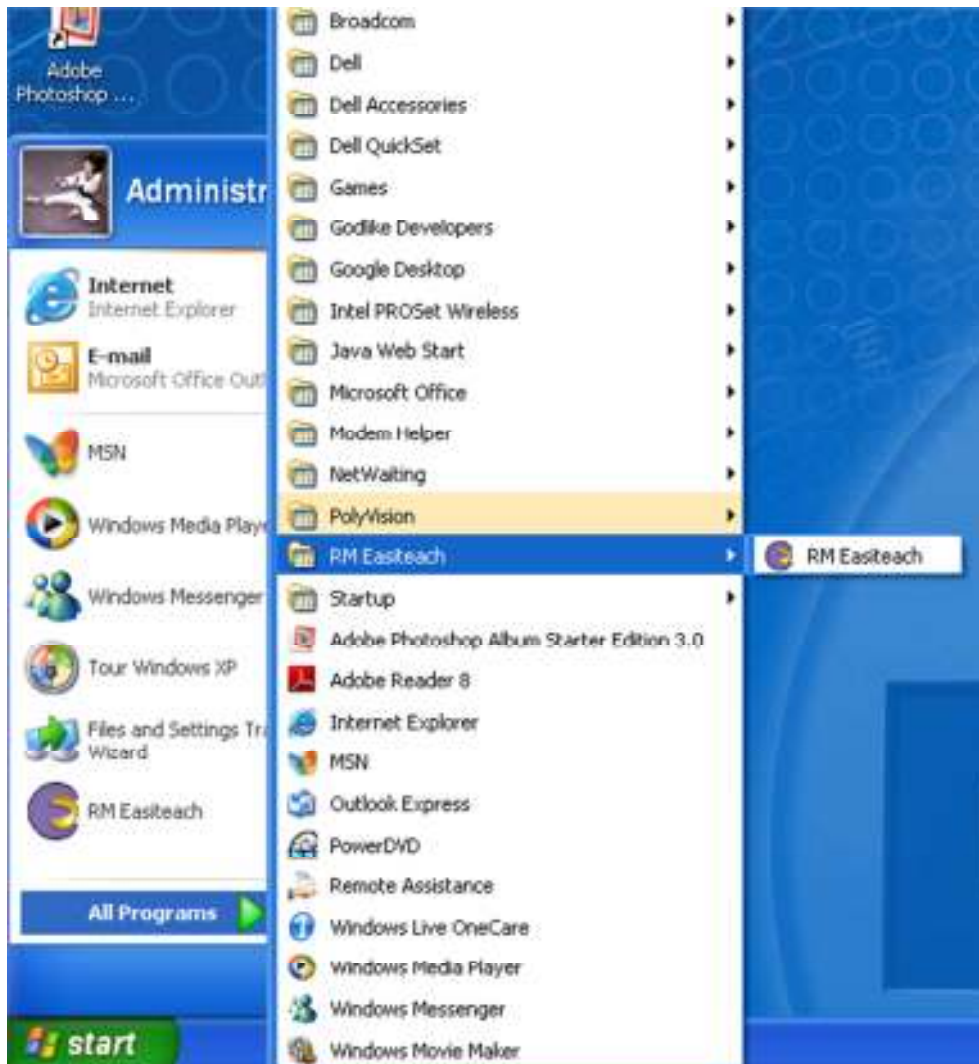 Adobe
Photoshop ...
Administr
Internet
Internet Explorer
E-mail
Microsoft Office Outl
MSN
Windows Media Playe
Windows Messenger
Tour Windows XP
Files and Settings Tra
Wizard
RM Easiteach
All Programs
start
Broadcom
Dell
Dell Accessories
Dell QuickSet
Games
Godlike Developers
Google Desktop
Intel PROSet Wireless
Java Web Start
Microsoft Office
Modem Helper
NetWaiting
PolyVision
RM Easiteach
Startup
Adobe Photoshop Album Starter Edition 3.0
Adobe Reader 8
Internet Explorer
MSN
Outlook Express
PowerDVD
Remote Assistance
Windows Live OneCare
Windows Media Player
Windows Messenger
Windows Movie Maker
RM Easiteach